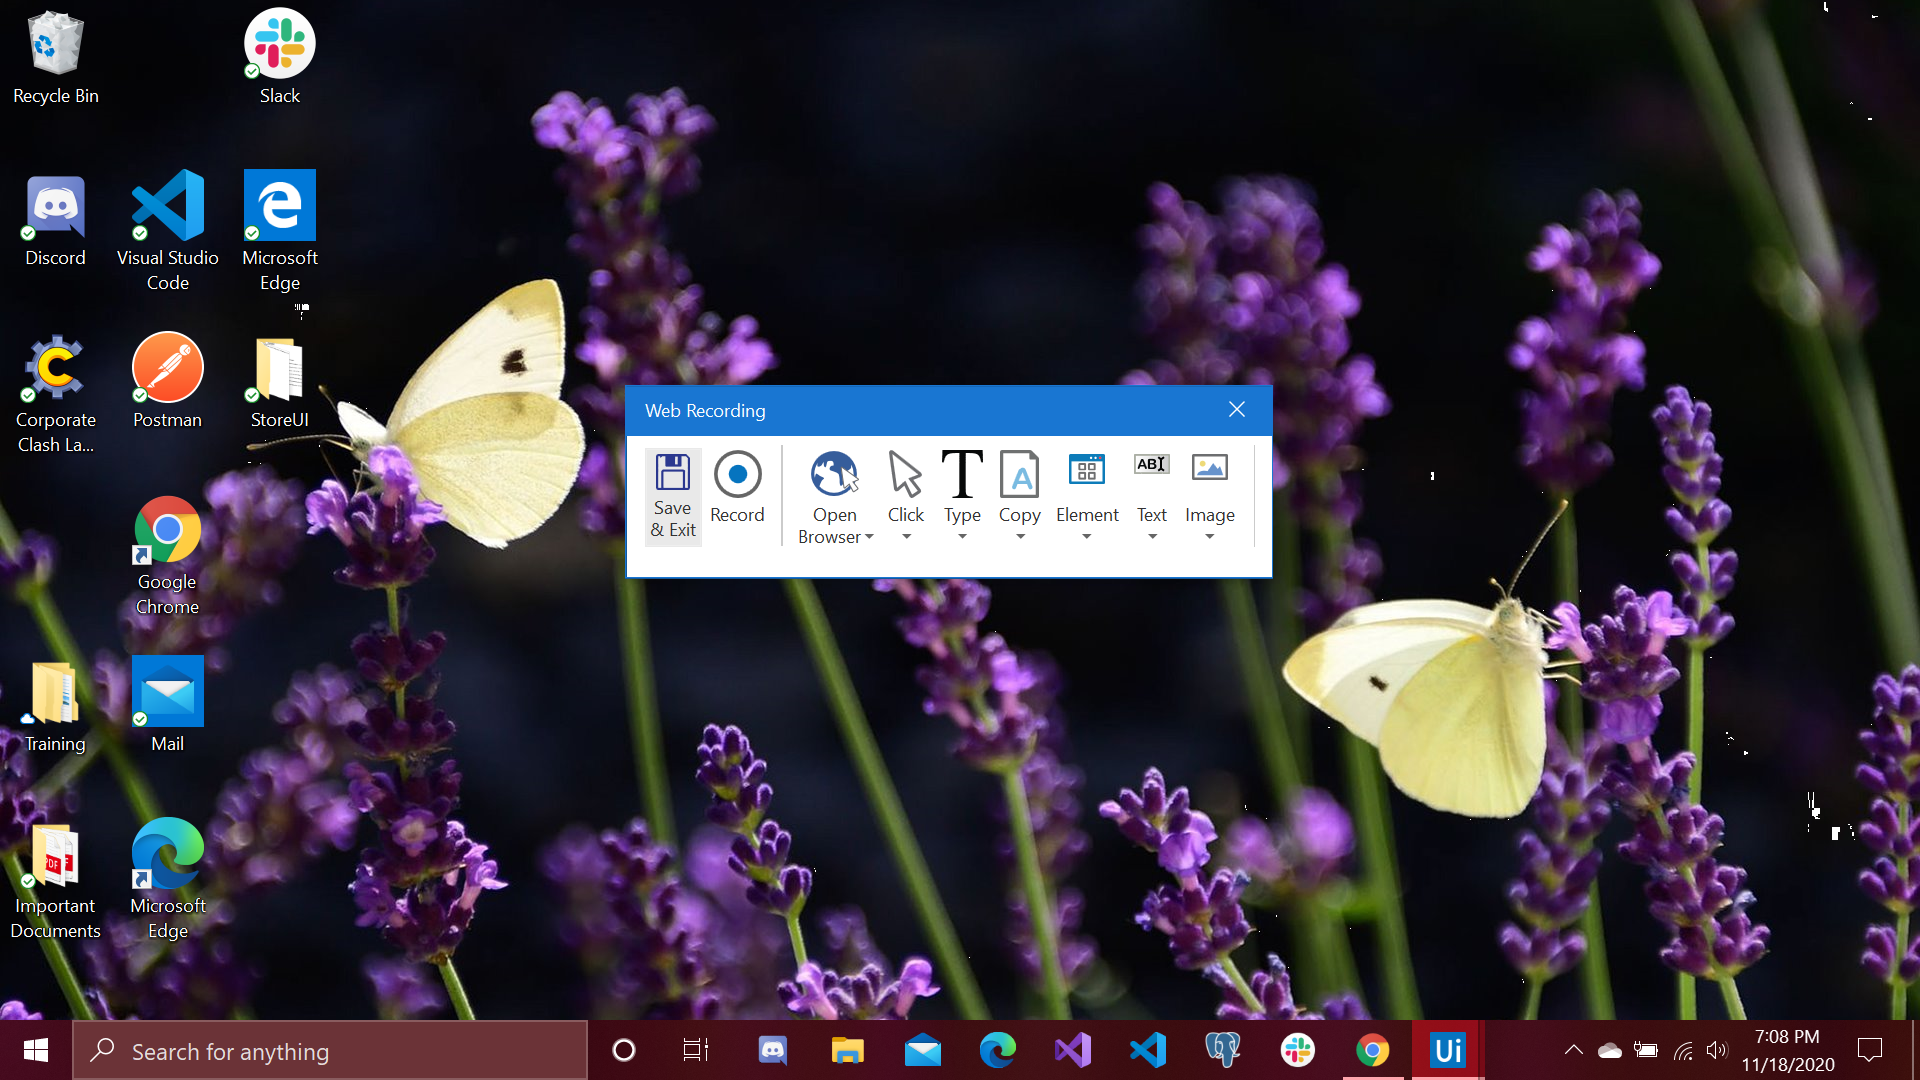 Recycle Bin
Slack
Discord
Visual Studio
Code
Microsoft
Edge
Corporate
Clash La...
Postman
StoreUI
Google
Chrome
Training
Mail
Important
Documents
Microsoft
Edge
Web Recording
Save
& Exit
Record
Open
Browser
Click
Type
Copy
Element
Text
Image
T
A
ABI
C
PDF
F
Search for anything
Ui
7:08 PM
11/18/2020